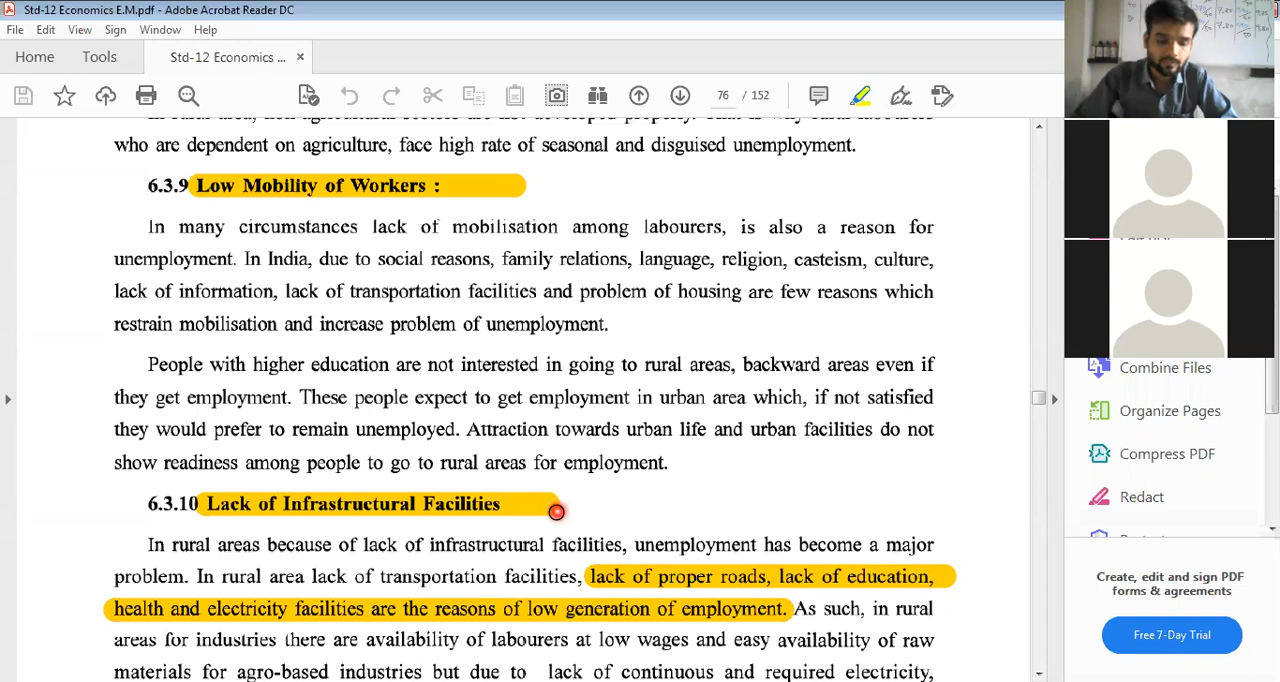 Std-12 Economics E.M.pdf - Adobe Acrobat Reader DC
File Edit View Sign Window Help
Home Tools Std-12 Economics ... ×
76 / 152
who are dependent on agriculture, face high rate of seasonal and disguised unemployment.
6.3.9 Low Mobility of Workers :
In many circumstances lack of mobilisation among labourers, is also a reason for
unemployment. In India, due to social reasons, family relations, language, religion, casteism, culture,
lack of information, lack of transportation facilities and problem of housing are few reasons which
restrain mobilisation and increase problem of unemployment.
People with higher education are not interested in going to rural areas, backward areas even if
they get employment. These people expect to get employment in urban area which, if not satisfied
they would prefer to remain unemployed. Attraction towards urban life and urban facilities do not
show readiness among people to go to rural areas for employment.
6.3.10 Lack of Infrastructural Facilities
In rural areas because of lack of infrastructural facilities, unemployment has become a major
problem. In rural area lack of transportation facilities, lack of proper roads, lack of education,
health and electricity facilities are the reasons of low generation of employment. As such, in rural
areas for industries there are availability of labourers at low wages and easy availability of raw
materials for agro-based industries but due to lack of continuous and required electricity,
Combine Files
Organize Pages
Compress PDF
Redact
Create, edit and sign PDF
forms & agreements
Free 7-Day Trial